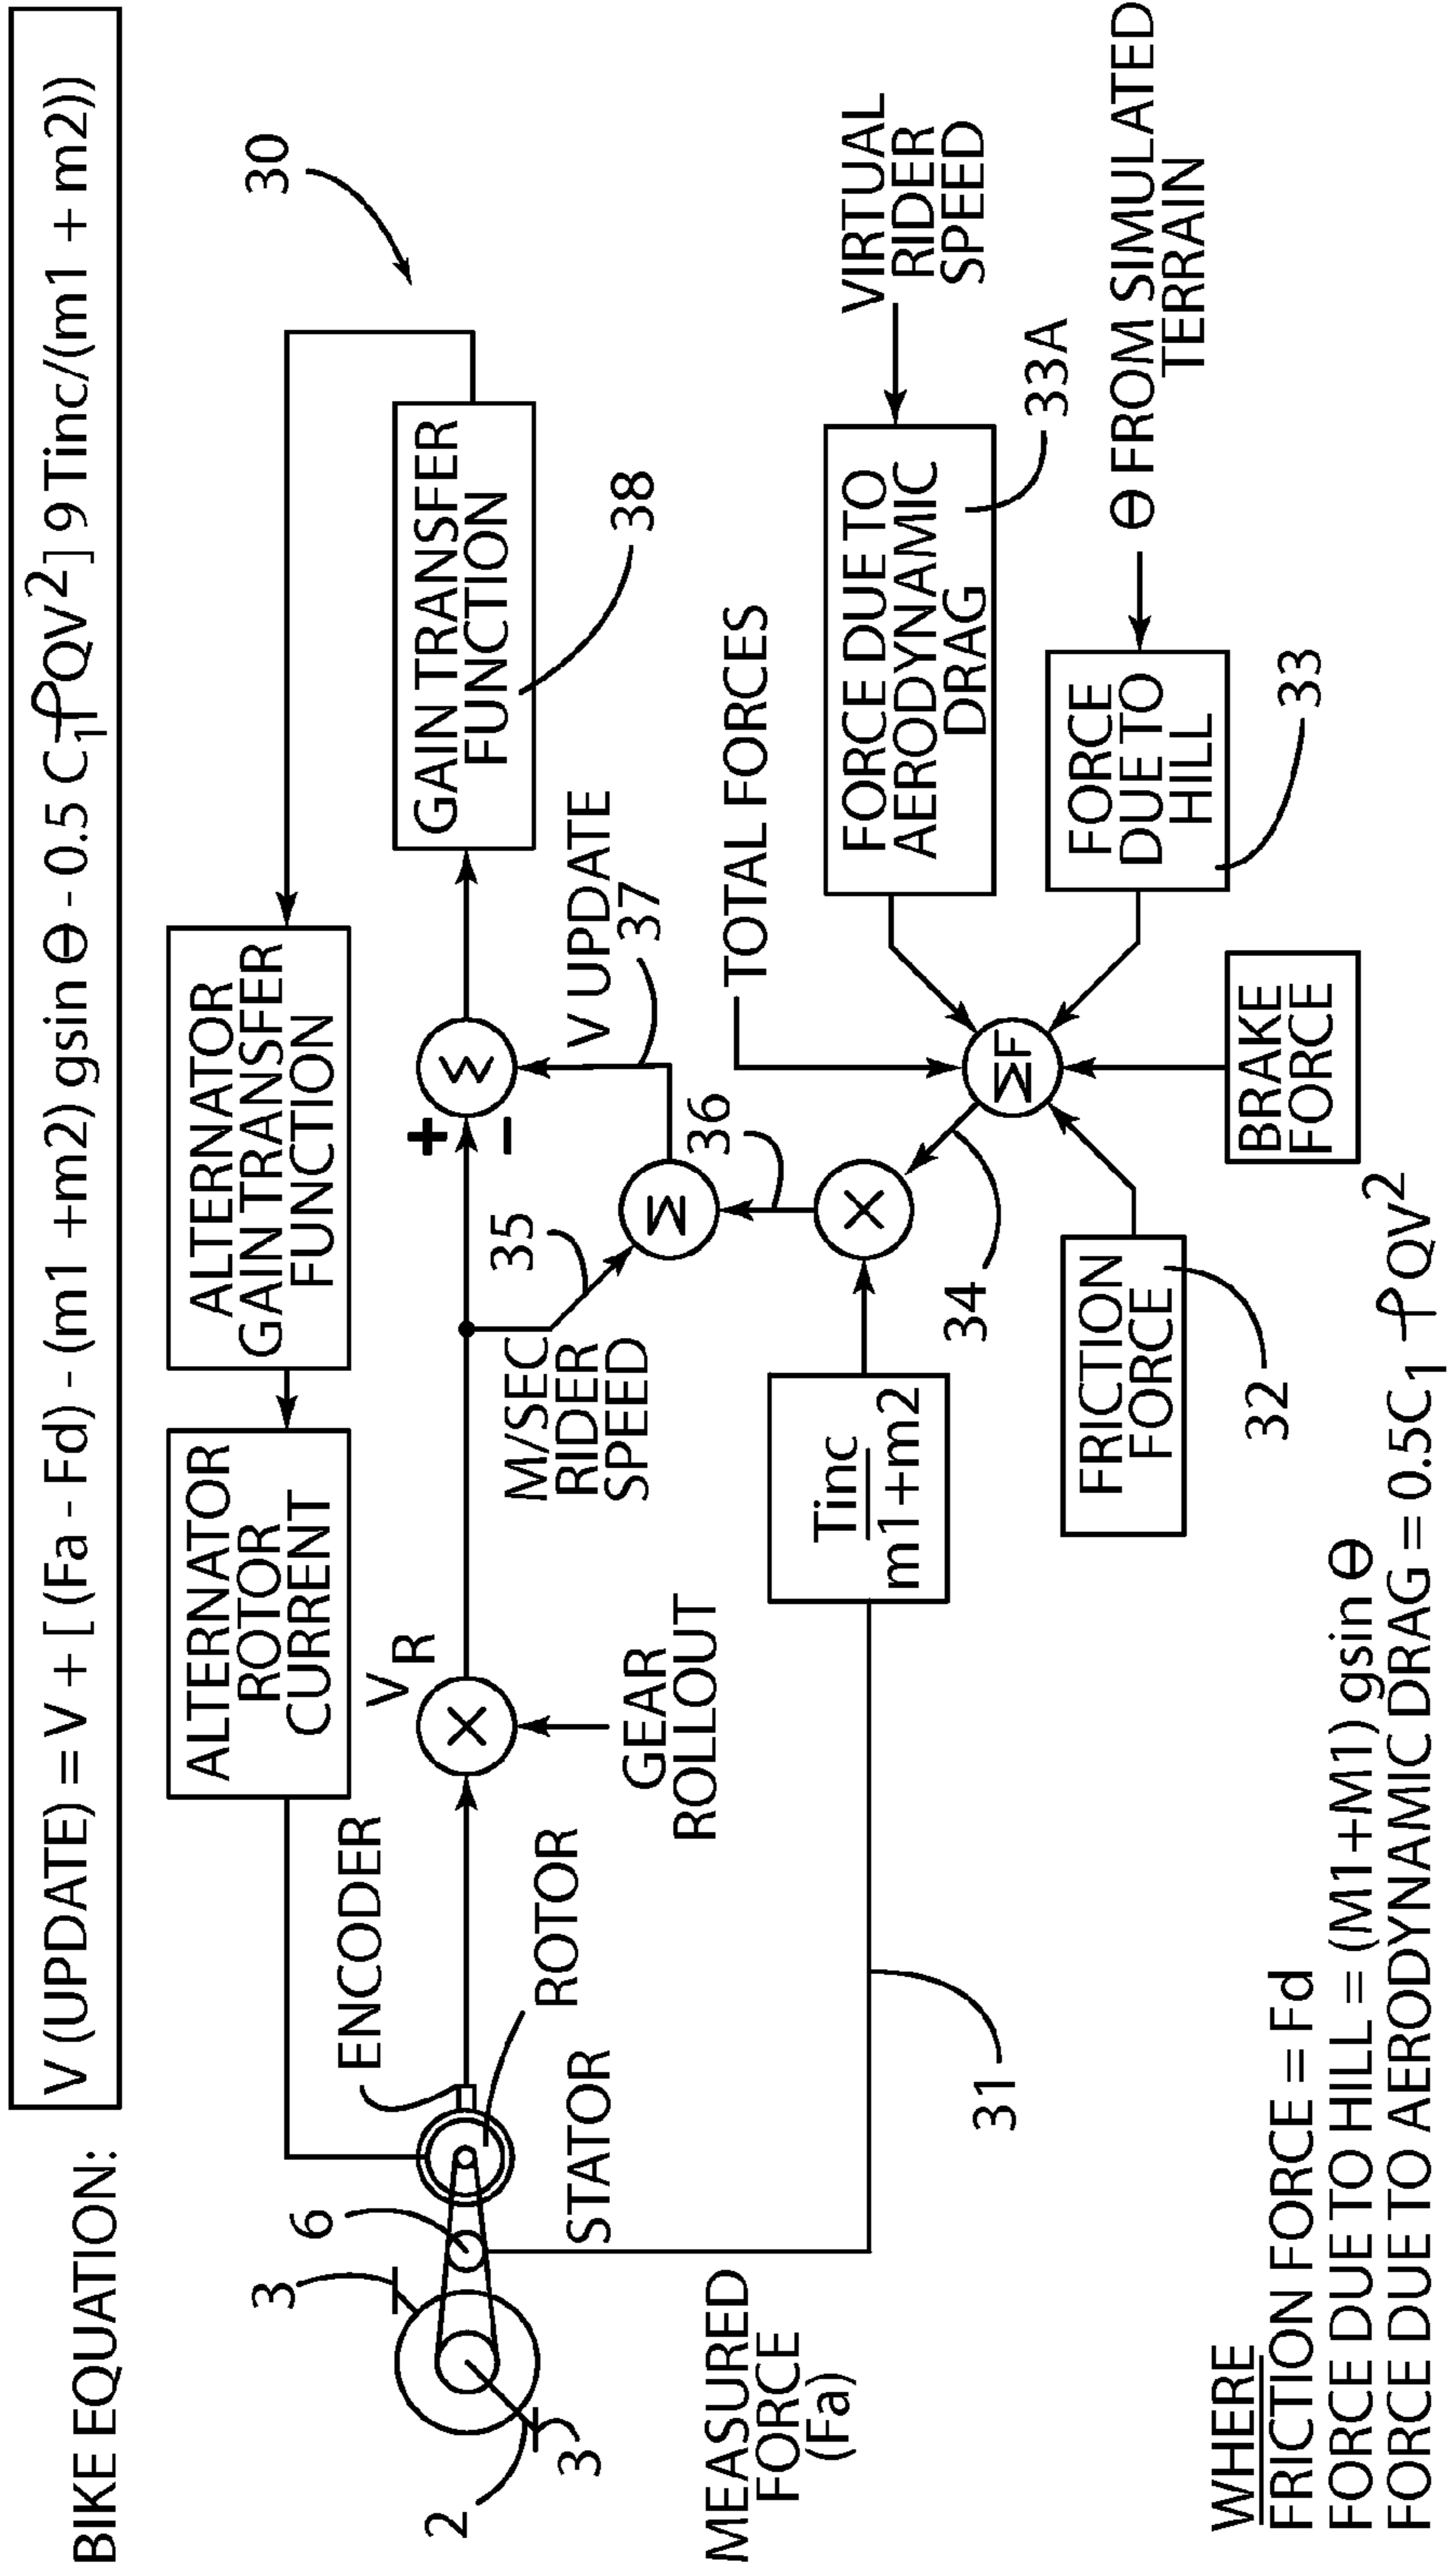 BIKE EQUATION:
V (UPDATE) = V + [ (Fa - Fd) - (m1 +m2) gsin Θ - 0.5 C₁ƤQV² ] 9 Tinc/(m1 + m2))
30
ALTERNATOR
ROTOR
CURRENT
ALTERNATOR
GAIN TRANSFER
FUNCTION
GAIN TRANSFER
FUNCTION
38
ENCODER
ROTOR
STATOR
3
6
2
3
V R
×
GEAR
ROLLOUT
M/SEC
RIDER
SPEED
35
+
-
Σ
V UPDATE
37
Σ
36
×
34
MEASURED
FORCE
(Fa)
31
Tinc
m1+m2
TOTAL FORCES
ΣF
FORCE DUE TO
AERODYNAMIC
DRAG
33A
VIRTUAL
RIDER
SPEED
FORCE
DUE TO
HILL
33
Θ FROM SIMULATED
TERRAIN
FRICTION
FORCE
32
BRAKE
FORCE
WHERE
FRICTION FORCE = Fd
FORCE DUE TO HILL = (M1+M1) gsin Θ
FORCE DUE TO AERODYNAMIC DRAG = 0.5C₁ ƤQV²